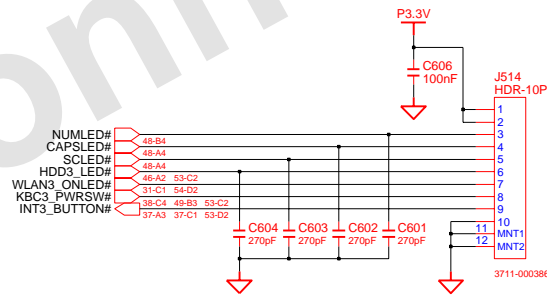 P3.3V
C606
100nF
J514
HDR-10P
1
2
NUMLED# 3
48-B4
CAPSLED# 4
48-A4
SCLED# 5
48-A4
HDD3_LED# 6
46-A2 53-C2
WLAN3_ONLED# 7
31-C1 54-D2
KBC3_PWRSW# 8
38-C4 49-B3 53-C2
INT3_BUTTON# 9
37-A3 37-C1 53-D2
10
C604 C603 C602 C601
270pF 270pF 270pF 270pF
11 MNT1
12 MNT2
3711-000386